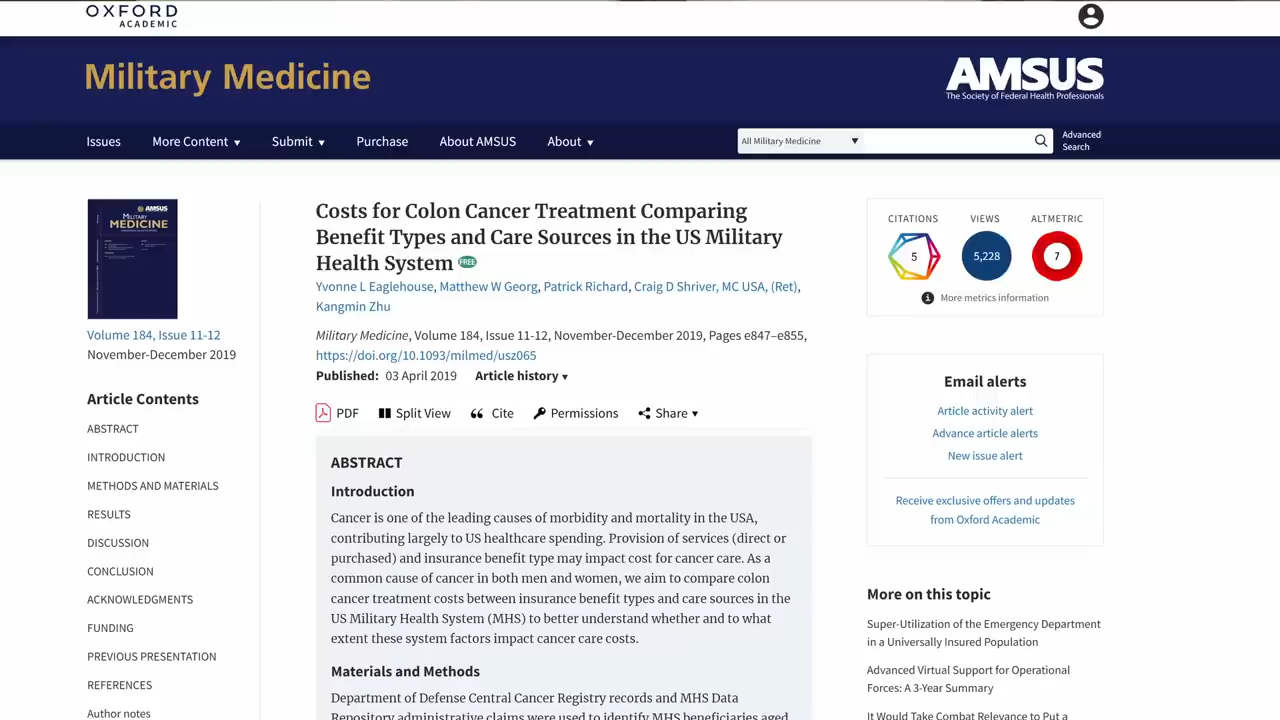 OXFORD
ACADEMIC
Military Medicine
AMSUS
The Society of Federal Health Professionals
Issues
More Content
Submit
Purchase
About AMSUS
About
All Military Medicine
Advanced
Search
AMSUS
MILITARY
MEDICINE
Volume 184, Issue 11-12
November-December 2019
Article Contents
ABSTRACT
INTRODUCTION
METHODS AND MATERIALS
RESULTS
DISCUSSION
CONCLUSION
ACKNOWLEDGMENTS
FUNDING
PREVIOUS PRESENTATION
REFERENCES
Author notes
Costs for Colon Cancer Treatment Comparing
Benefit Types and Care Sources in the US Military
Health System FREE
Yvonne L Eaglehouse, Matthew W Georg, Patrick Richard, Craig D Shriver, MC USA, (Ret),
Kangmin Zhu
Military Medicine, Volume 184, Issue 11-12, November-December 2019, Pages e847–e855,
https://doi.org/10.1093/milmed/usz065
Published: 03 April 2019 Article history
PDF Split View Cite Permissions Share
ABSTRACT
Introduction
Cancer is one of the leading causes of morbidity and mortality in the USA,
contributing largely to US healthcare spending. Provision of services (direct or
purchased) and insurance benefit type may impact cost for cancer care. As a
common cause of cancer in both men and women, we aim to compare colon
cancer treatment costs between insurance benefit types and care sources in the
US Military Health System (MHS) to better understand whether and to what
extent these system factors impact cancer care costs.
Materials and Methods
Department of Defense Central Cancer Registry records and MHS Data
Repository administrative claims were used to identify MHS beneficiaries aged
CITATIONS VIEWS ALTMETRIC
5 5,228 7
More metrics information
Email alerts
Article activity alert
Advance article alerts
New issue alert
Receive exclusive offers and updates
from Oxford Academic
More on this topic
Super-Utilization of the Emergency Department
in a Universally Insured Population
Advanced Virtual Support for Operational
Forces: A 3-Year Summary
It Would Take Combat Relevance to Put a